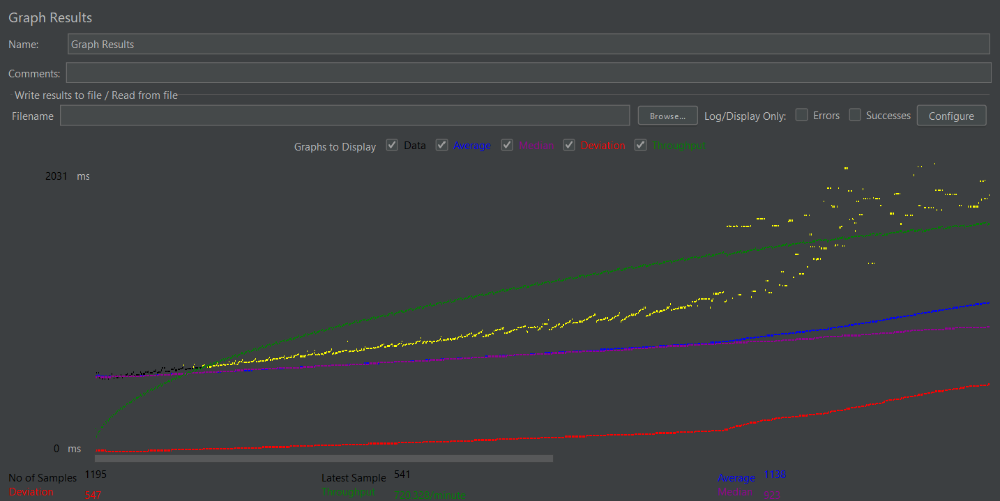 Graph Results
Name: Graph Results
Comments:
Write results to file / Read from file
Filename Browse... Log/Display Only: Errors Successes Configure
Graphs to Display Data Average Median Deviation Throughput
2031 ms
0 ms
No of Samples 1195 Latest Sample 541 Average 1138
Deviation 547 Throughput 720.328/minute Median 923